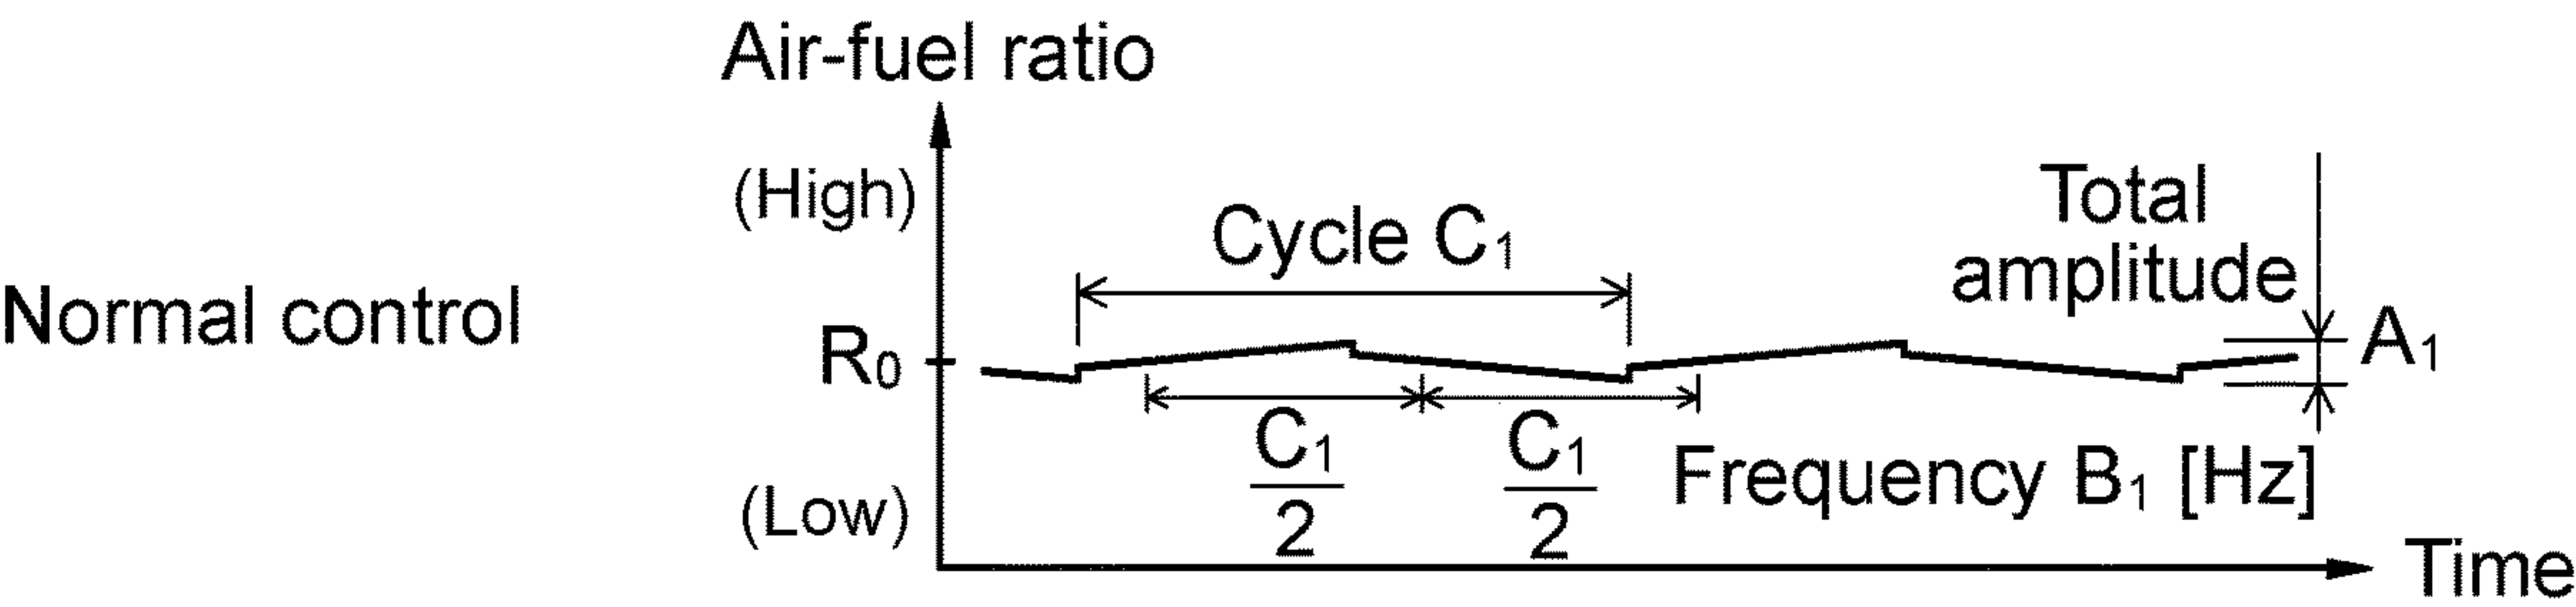 Air-fuel ratio
(High)
Total
amplitude
Cycle C₁
Normal control
R₀
A₁
C₁
2
C₁
2
Frequency B₁ [Hz]
(Low)
Time